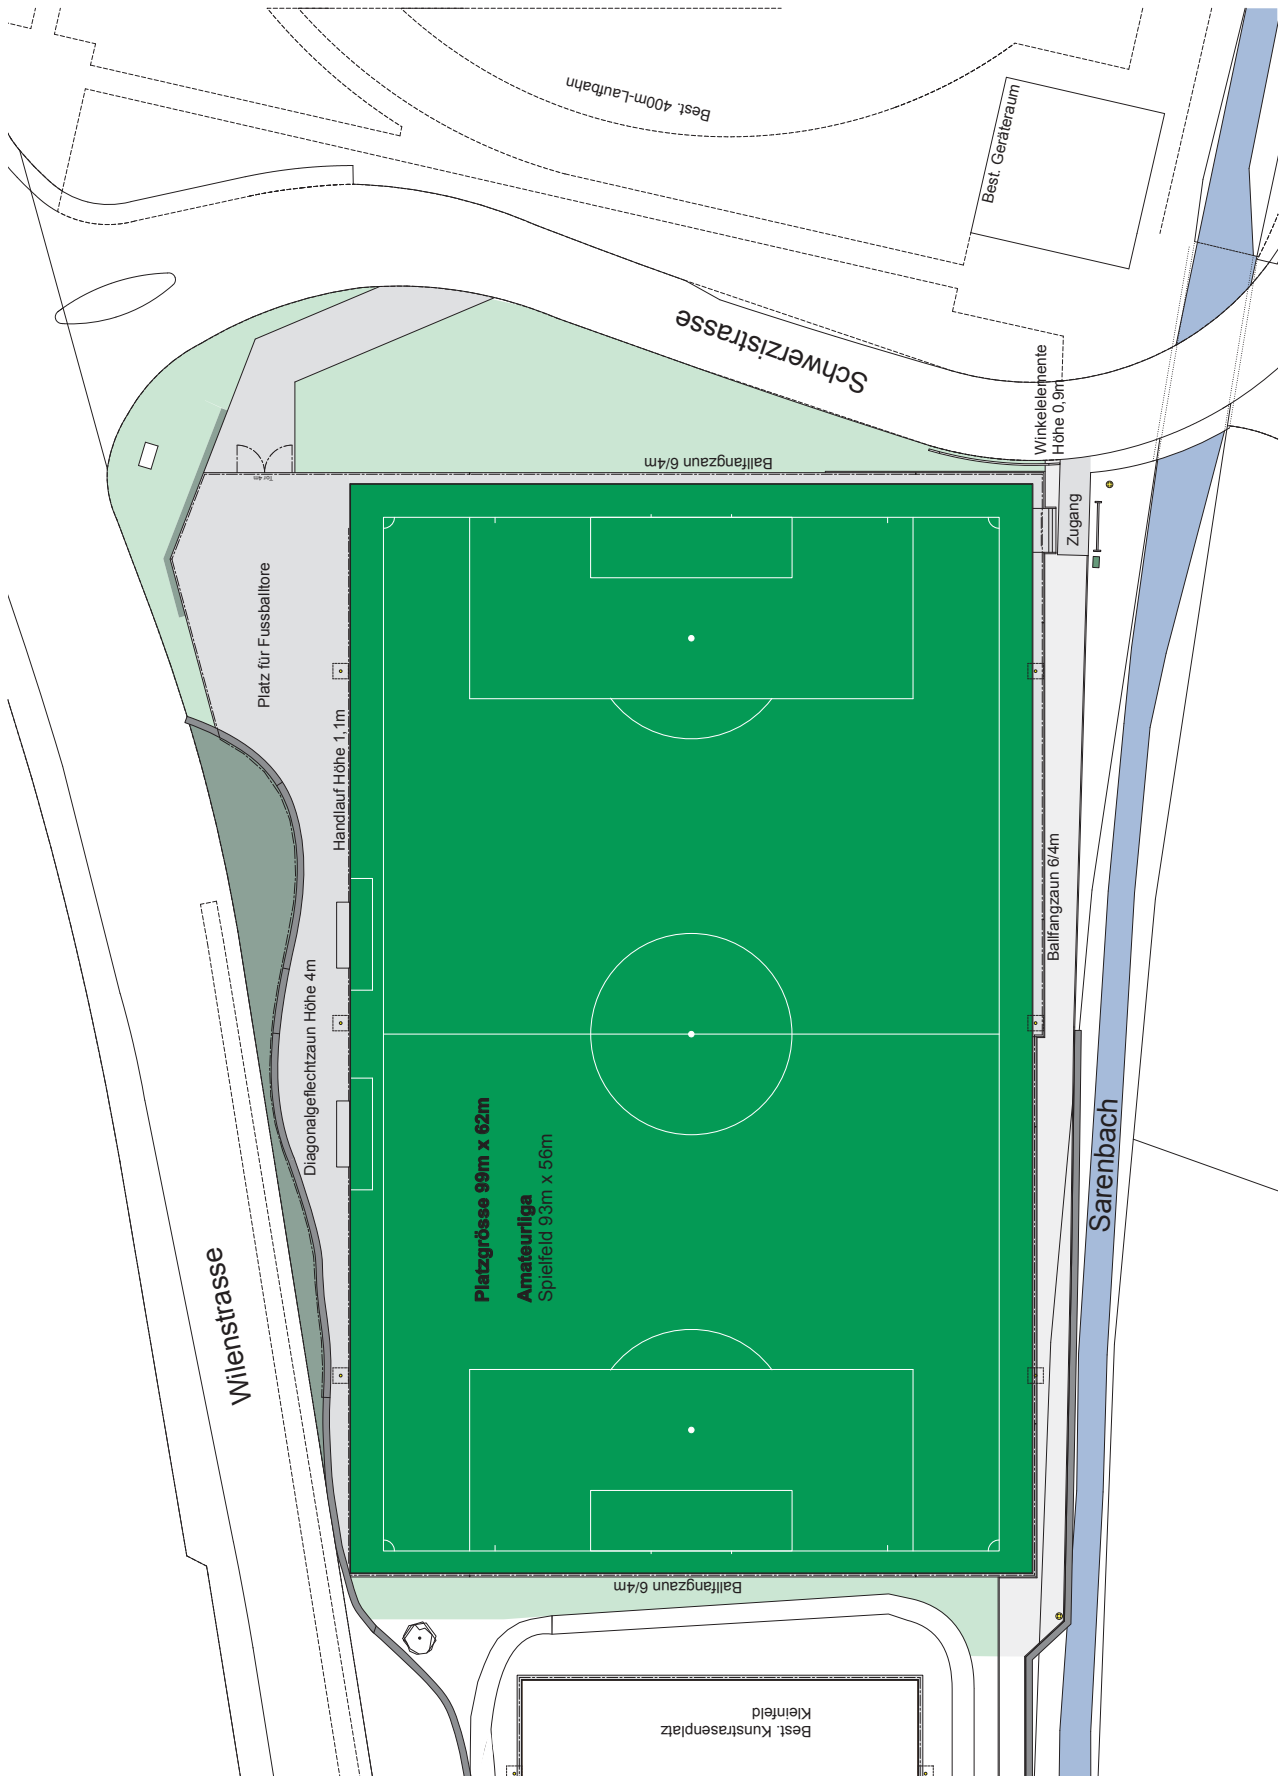 Best. 400m-Laufbahn
Best. Geräteraum
Schwerzistrasse
Winkelelemente
Höhe 0,9m
Ballfangzaun 6/4m
Tor 4m
Zugang
Platz für Fussballtore
Handlauf Höhe 1,1m
Ballfangzaun 6/4m
Diagonalgeflechtzaun Höhe 4m
Platzgrösse 99m x 62m
Amateurliga
Spielfeld 93m x 56m
Sarenbach
Wilenstrasse
Ballfangzaun 6/4m
Best. Kunstrasenplatz
Kleinfeld